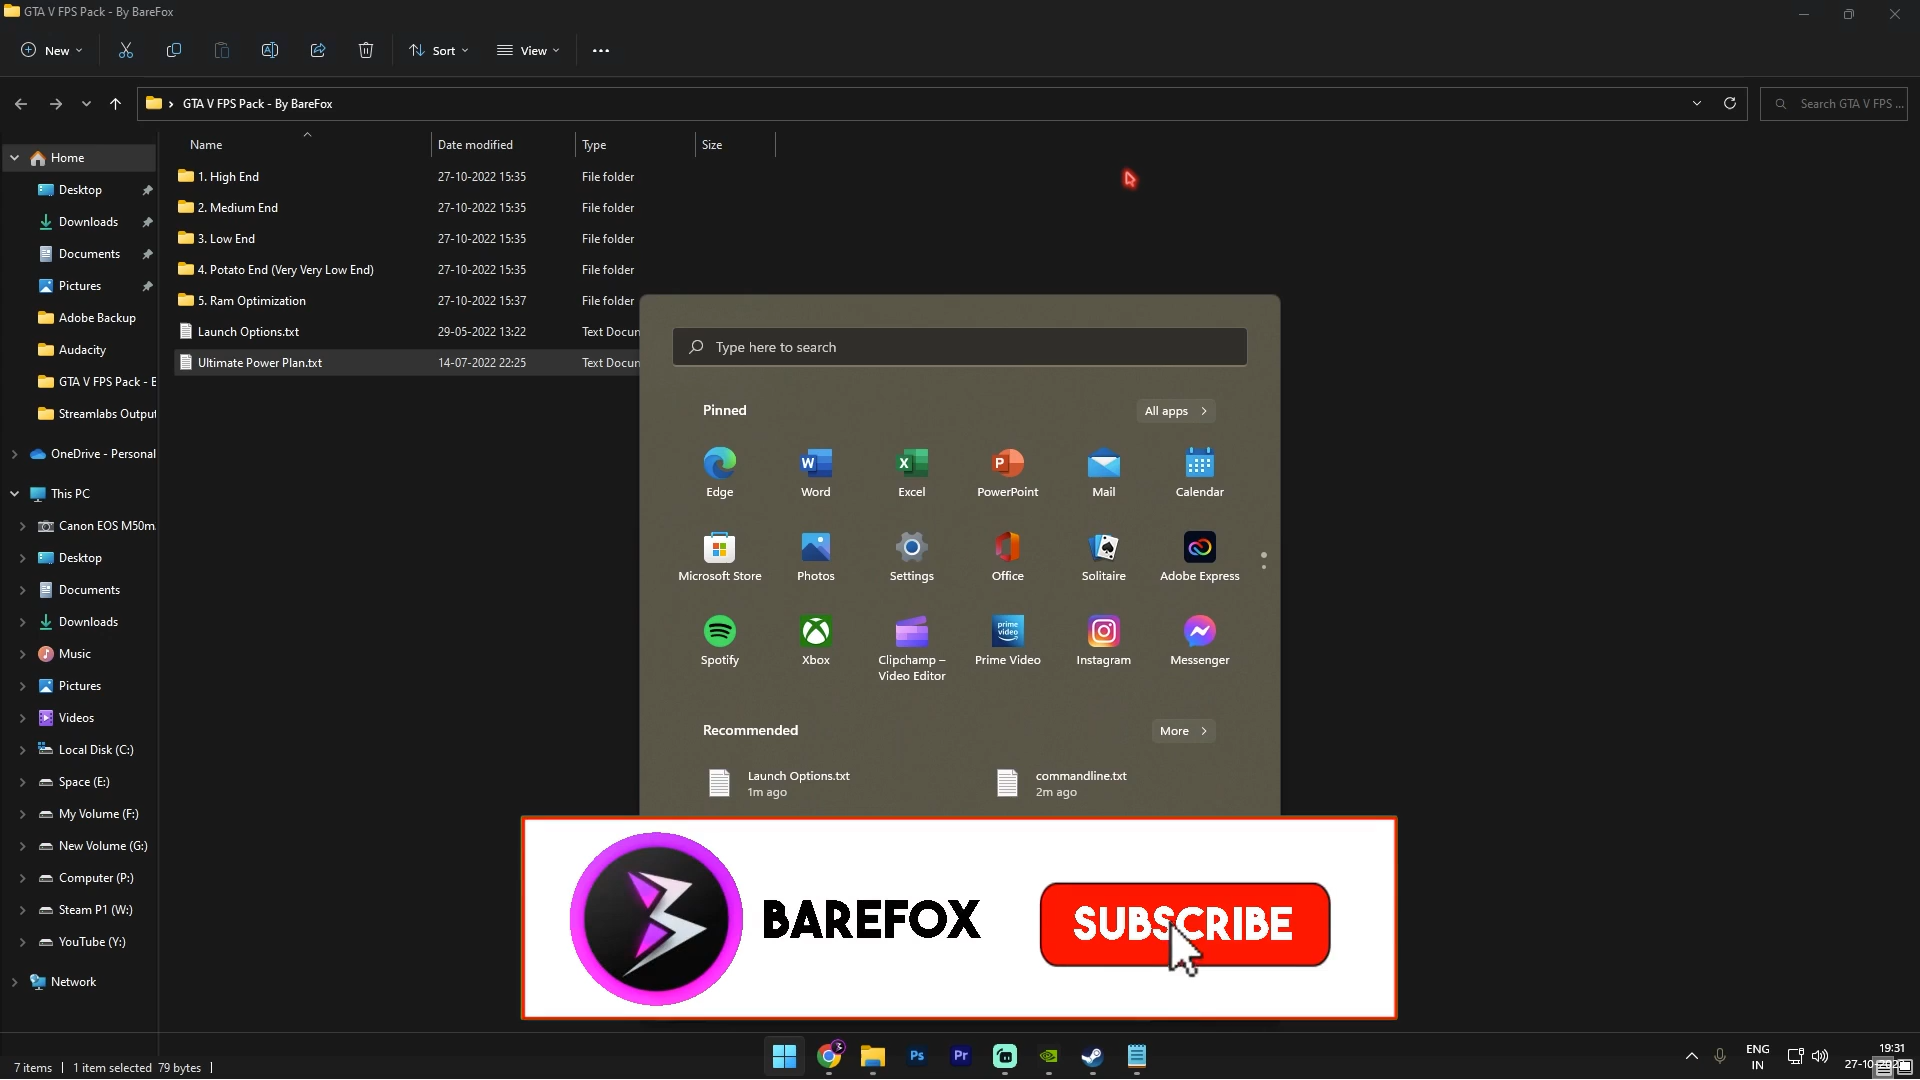 GTA V FPS Pack - By BareFox
New
Sort
View
GTA V FPS Pack - By BareFox
Search GTA V FPS ...
Name
Date modified
Type
Size
1. High End
27-10-2022 15:35
File folder
2. Medium End
27-10-2022 15:35
File folder
3. Low End
27-10-2022 15:35
File folder
4. Potato End (Very Very Low End)
27-10-2022 15:35
File folder
5. Ram Optimization
27-10-2022 15:37
File folder
Launch Options.txt
29-05-2022 13:22
Text Docun
Ultimate Power Plan.txt
14-07-2022 22:25
Text Docun
Home
Desktop
Downloads
Documents
Pictures
Adobe Backup
Audacity
GTA V FPS Pack - E
Streamlabs Output
OneDrive - Personal
This PC
Canon EOS M50m
Desktop
Documents
Downloads
Music
Pictures
Videos
Local Disk (C:)
Space (E:)
My Volume (F:)
New Volume (G:)
Computer (P:)
Steam P1 (W:)
YouTube (Y:)
Network
Type here to search
Pinned
All apps
Edge
Word
Excel
PowerPoint
Mail
Calendar
Microsoft Store
Photos
Settings
Office
Solitaire
Adobe Express
prime
video
Spotify
Xbox
Clipchamp –
Video Editor
Prime Video
Instagram
Messenger
Recommended
More
Launch Options.txt
1m ago
commandline.txt
2m ago
BAREFOX
SUBSCRIBE
7 items
1 item selected 79 bytes
Ps
Pr
ENG
IN
19:31
27-10-2022